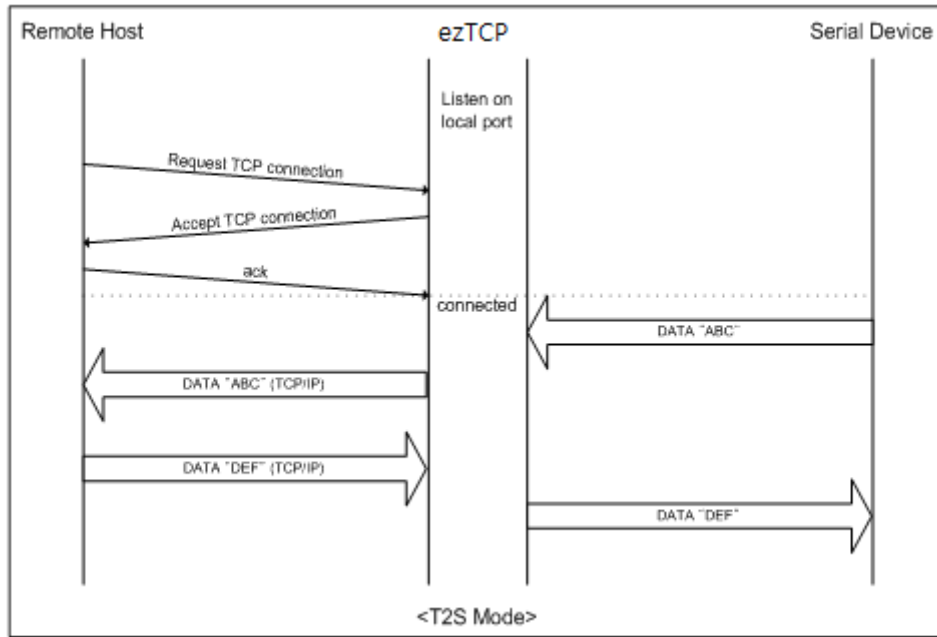 Remote Host
ezTCP
Serial Device
Listen on
local port
Request TCP connection
Accept TCP connection
ack
connected
DATA "ABC"
DATA "ABC" (TCP/IP)
DATA "DEF" (TCP/IP)
DATA "DEF"
<T2S Mode>